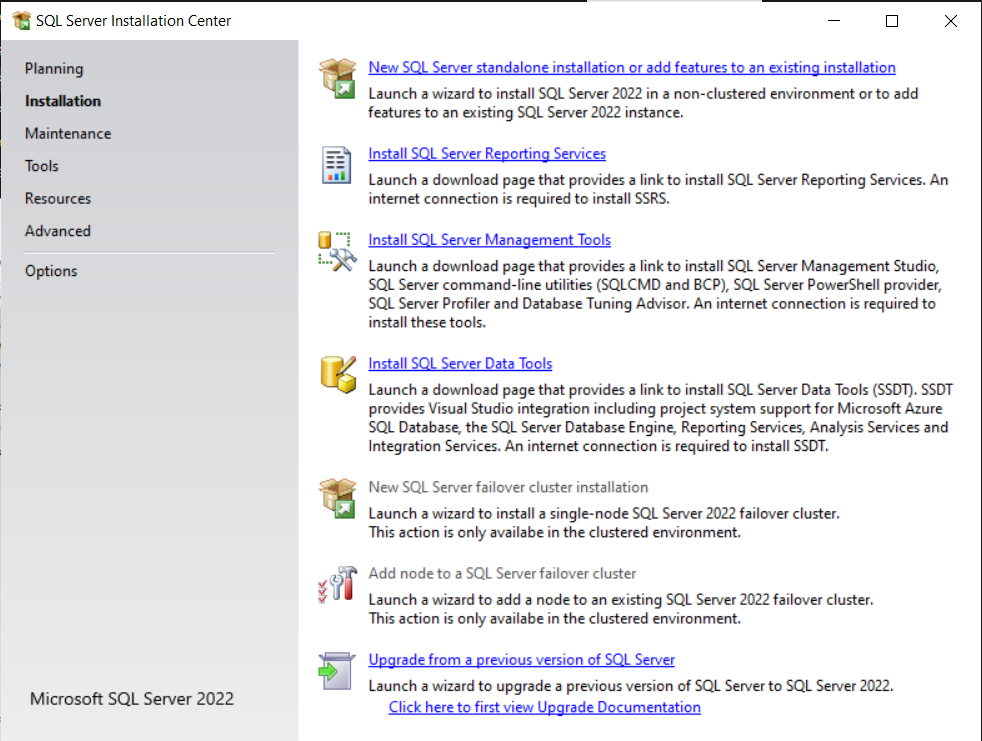 SQL Server Installation Center
Planning
Installation
Maintenance
Tools
Resources
Advanced
Options
Microsoft SQL Server 2022
New SQL Server standalone installation or add features to an existing installation
Launch a wizard to install SQL Server 2022 in a non-clustered environment or to add
features to an existing SQL Server 2022 instance.
Install SQL Server Reporting Services
Launch a download page that provides a link to install SQL Server Reporting Services. An
internet connection is required to install SSRS.
Install SQL Server Management Tools
Launch a download page that provides a link to install SQL Server Management Studio,
SQL Server command-line utilities (SQLCMD and BCP), SQL Server PowerShell provider,
SQL Server Profiler and Database Tuning Advisor. An internet connection is required to
install these tools.
Install SQL Server Data Tools
Launch a download page that provides a link to install SQL Server Data Tools (SSDT). SSDT
provides Visual Studio integration including project system support for Microsoft Azure
SQL Database, the SQL Server Database Engine, Reporting Services, Analysis Services and
Integration Services. An internet connection is required to install SSDT.
New SQL Server failover cluster installation
Launch a wizard to install a single-node SQL Server 2022 failover cluster.
This action is only availabe in the clustered environment.
Add node to a SQL Server failover cluster
Launch a wizard to add a node to an existing SQL Server 2022 failover cluster.
This action is only availabe in the clustered environment.
Upgrade from a previous version of SQL Server
Launch a wizard to upgrade a previous version of SQL Server to SQL Server 2022.
Click here to first view Upgrade Documentation